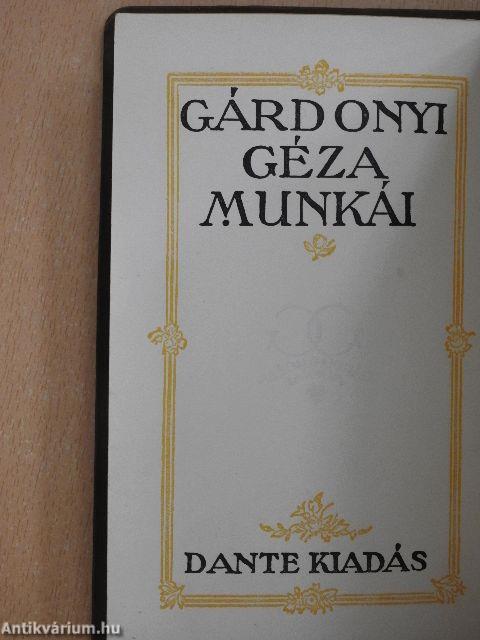 GÁRDONYI
GÉZA
MUNKÁI
DANTE KIADÁS
Antikvárium.hu